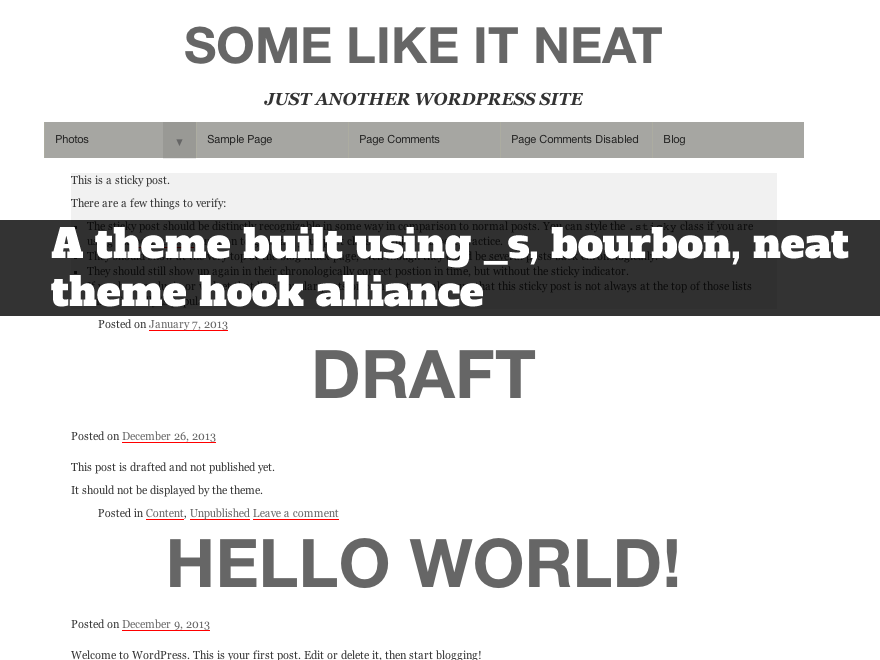 SOME LIKE IT NEAT
JUST ANOTHER WORDPRESS SITE
Photos ▼ Sample Page Page Comments Page Comments Disabled Blog
This is a sticky post.
There are a few things to verify:
The sticky post should be distinctly recognizable in some way in comparison to normal posts. You can style the .sticky class if you are
A theme built using _s, bourbon, neat
They should still show up again in their chronologically correct postion in time, but without the sticky indicator.
that this sticky post is not always at the top of those lists
theme hook alliance
Posted on January 7, 2013
DRAFT
Posted on December 26, 2013
This post is drafted and not published yet.
It should not be displayed by the theme.
Posted in Content, Unpublished Leave a comment
HELLO WORLD!
Posted on December 9, 2013
Welcome to WordPress. This is your first post. Edit or delete it, then start blogging!